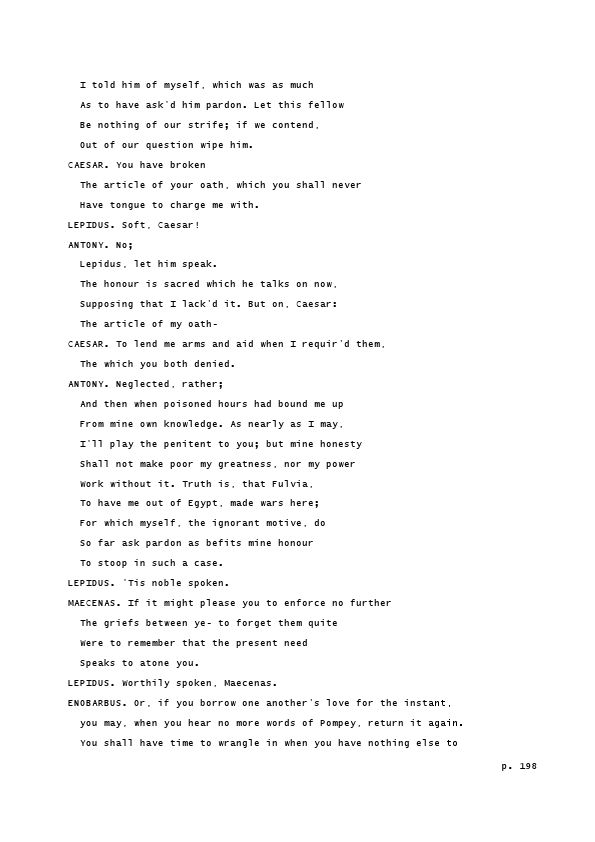 I told him of myself, which was as much
As to have ask'd him pardon. Let this fellow
Be nothing of our strife; if we contend,
Out of our question wipe him.
CAESAR. You have broken
The article of your oath, which you shall never
Have tongue to charge me with.
LEPIDUS. Soft, Caesar!
ANTONY. No;
Lepidus, let him speak.
The honour is sacred which he talks on now,
Supposing that I lack'd it. But on, Caesar:
The article of my oath-
CAESAR. To lend me arms and aid when I requir'd them,
The which you both denied.
ANTONY. Neglected, rather;
And then when poisoned hours had bound me up
From mine own knowledge. As nearly as I may,
I'll play the penitent to you; but mine honesty
Shall not make poor my greatness, nor my power
Work without it. Truth is, that Fulvia,
To have me out of Egypt, made wars here;
For which myself, the ignorant motive, do
So far ask pardon as befits mine honour
To stoop in such a case.
LEPIDUS. 'Tis noble spoken.
MAECENAS. If it might please you to enforce no further
The griefs between ye- to forget them quite
Were to remember that the present need
Speaks to atone you.
LEPIDUS. Worthily spoken, Maecenas.
ENOBARBUS. Or, if you borrow one another's love for the instant,
you may, when you hear no more words of Pompey, return it again.
You shall have time to wrangle in when you have nothing else to
p. 198